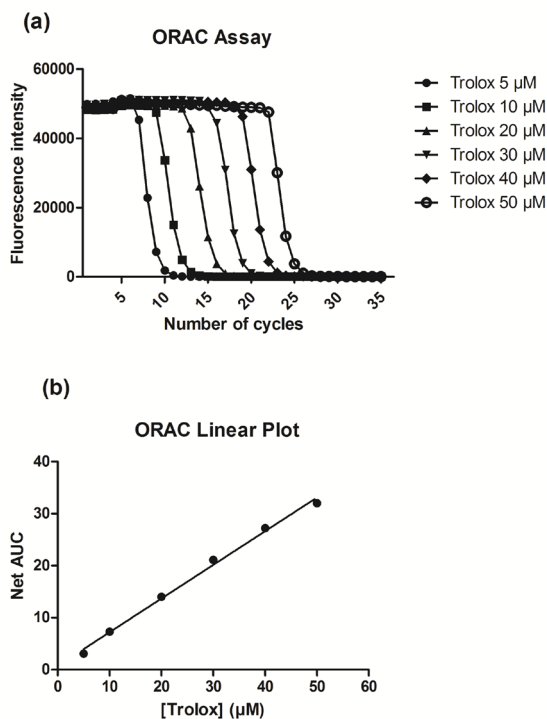 (a)
ORAC Assay
Fluorescence intensity
60000
40000
20000
0
5
10
15
20
25
30
35
Number of cycles
Trolox 5 µM
Trolox 10 µM
Trolox 20 µM
Trolox 30 µM
Trolox 40 µM
Trolox 50 µM
(b)
ORAC Linear Plot
Net AUC
40
30
20
10
0
0
10
20
30
40
50
60
[Trolox] (µM)